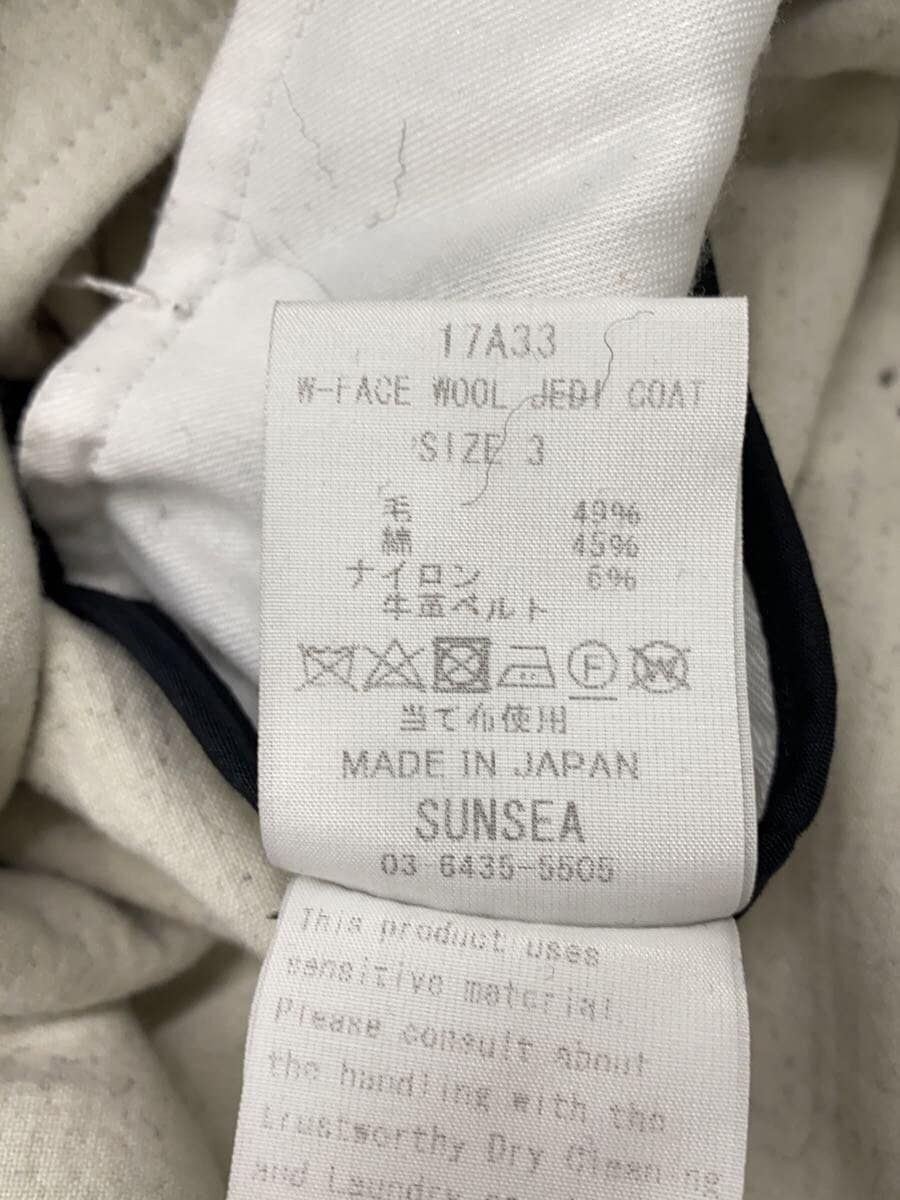 17A33
W-FACE WOOL JEDI COAT
SIZE 3
毛 49%
綿 45%
ナイロン 6%
牛革ベルト
F W
当て布使用
MADE IN JAPAN
SUNSEA
03-6435-5505
This product uses
sensitive material.
Please consult about
the handling with the
trustworthy Dry Cleaning
and Laundry